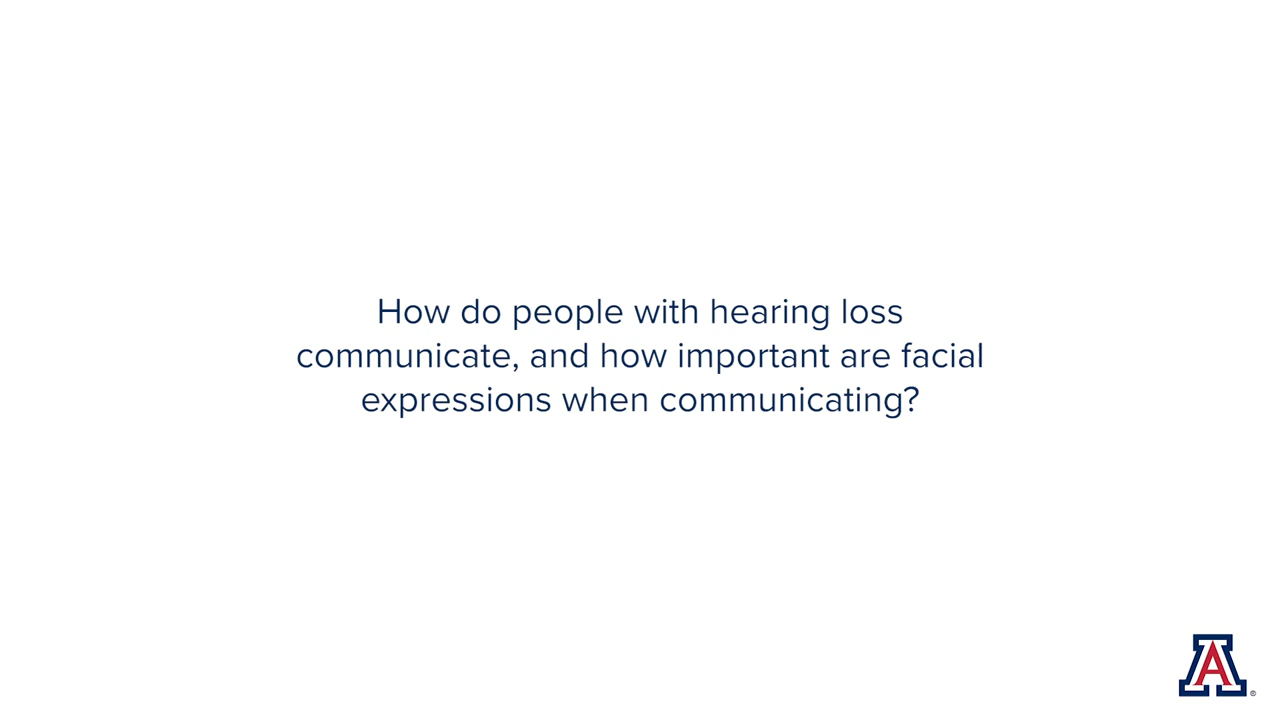 How do people with hearing loss
communicate, and how important are facial
expressions when communicating?
A
®